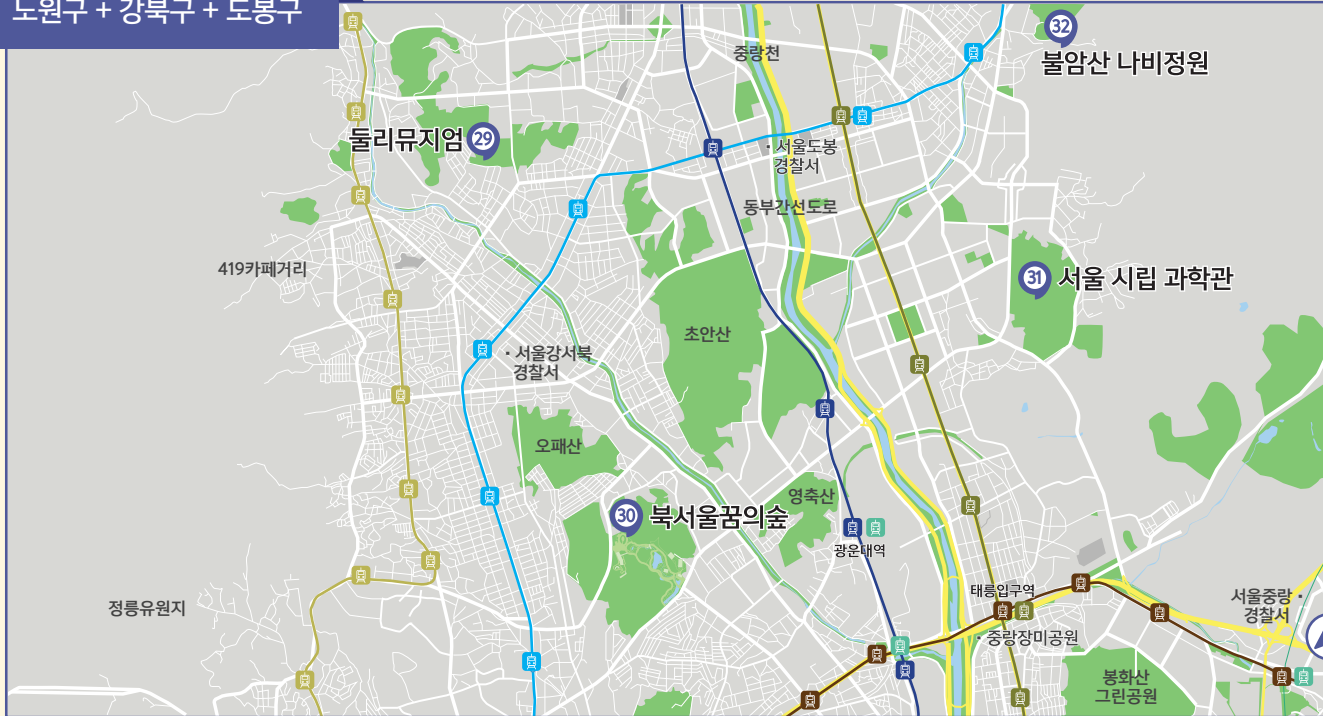 노원구 + 강북구 + 도봉구
32
불암산 나비정원
중랑천
둘리뮤지엄 29
· 서울도봉
경찰서
동부간선도로
419카페거리
31 서울 시립 과학관
초안산
· 서울강서북
경찰서
오패산
영축산
30 북서울꿈의숲
광운대역
태릉입구역
정릉유원지
서울중랑 ·
경찰서
· 중랑장미공원
봉화산
그린공원